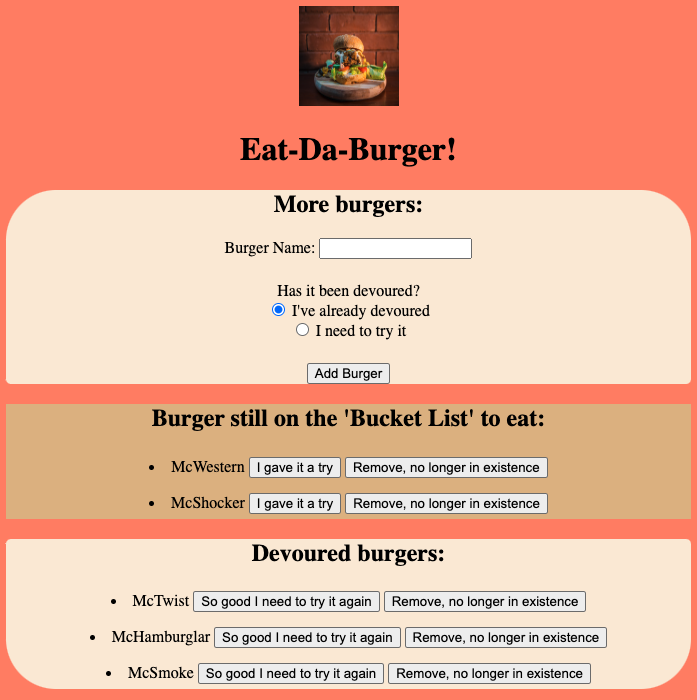 Eat-Da-Burger!
More burgers:
Burger Name:
Has it been devoured?
I've already devoured
I need to try it
Add Burger
Burger still on the 'Bucket List' to eat:
McWestern I gave it a try Remove, no longer in existence
McShocker I gave it a try Remove, no longer in existence
Devoured burgers:
McTwist So good I need to try it again Remove, no longer in existence
McHamburglar So good I need to try it again Remove, no longer in existence
McSmoke So good I need to try it again Remove, no longer in existence